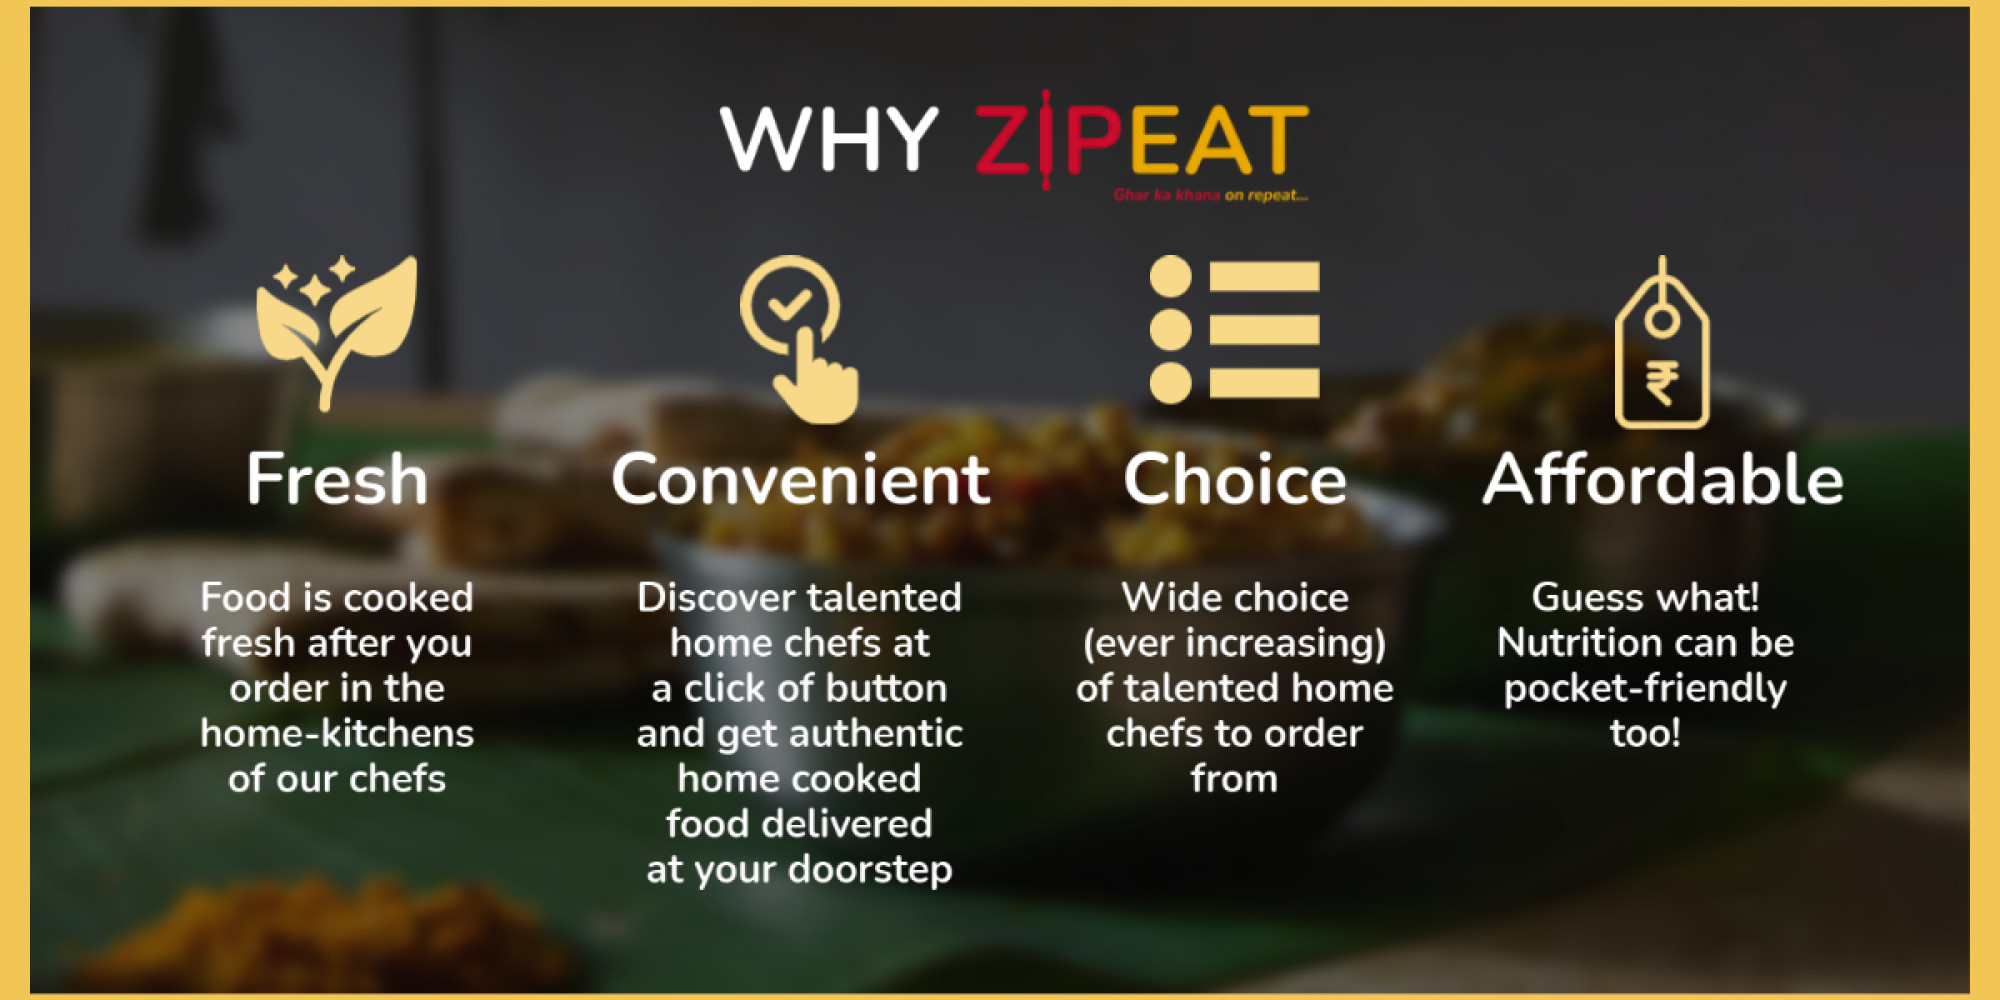 WHY ZIPEAT
Ghar ka khana on repeat...
Fresh
Food is cooked
fresh after you
order in the
home-kitchens
of our chefs
Convenient
Discover talented
home chefs at
a click of button
and get authentic
home cooked
food delivered
at your doorstep
Choice
Wide choice
(ever increasing)
of talented home
chefs to order
from
₹
Affordable
Guess what!
Nutrition can be
pocket-friendly
too!